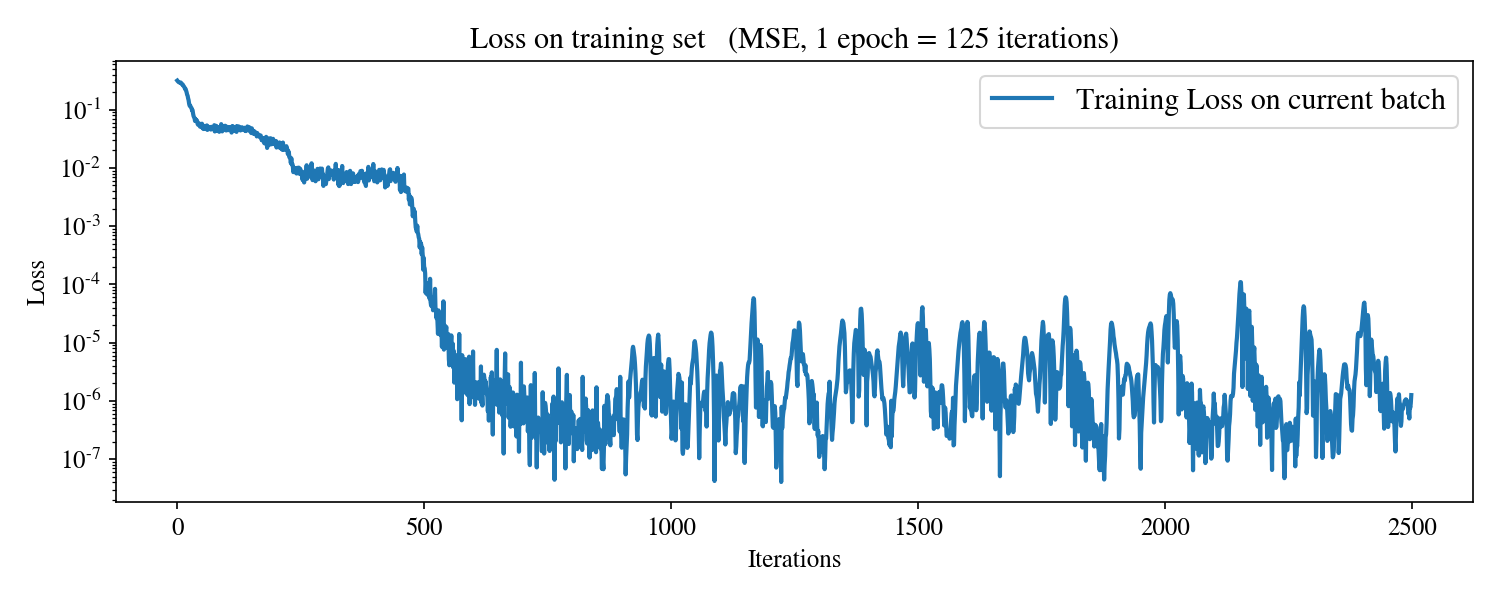 Loss on training set (MSE, 1 epoch = 125 iterations)
Training Loss on current batch
Loss
10-1
10-2
10-3
10-4
10-5
10-6
10-7
0 500 1000 1500 2000 2500
Iterations